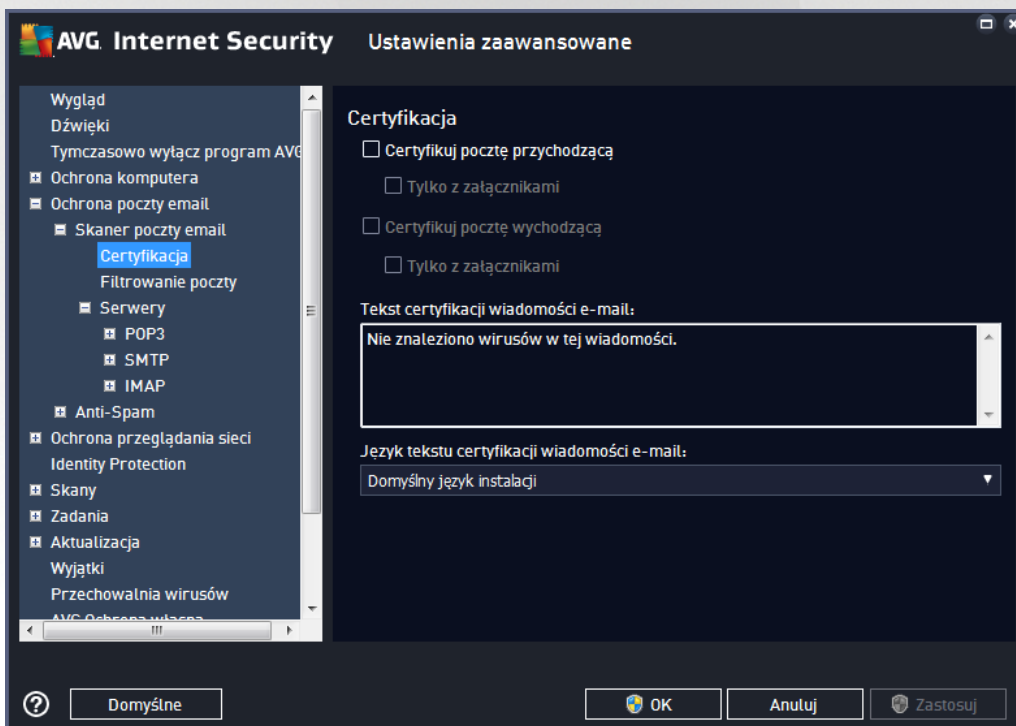 AVG. Internet Security
Ustawienia zaawansowane
Wygląd
Dźwięki
Tymczasowo wyłącz program AVG
Ochrona komputera
Ochrona poczty email
Skaner poczty email
Certyfikacja
Filtrowanie poczty
Serwery
POP3
SMTP
IMAP
Anti-Spam
Ochrona przeglądania sieci
Identity Protection
Skany
Zadania
Aktualizacja
Wyjątki
Przechowalnia wirusów
AVG Ochrona własna
Certyfikacja
Certyfikuj pocztę przychodzącą
Tylko z załącznikami
Certyfikuj pocztę wychodzącą
Tylko z załącznikami
Tekst certyfikacji wiadomości e-mail:
Nie znaleziono wirusów w tej wiadomości.
Język tekstu certyfikacji wiadomości e-mail:
Domyślny język instalacji
Domyślne
OK
Anuluj
Zastosuj